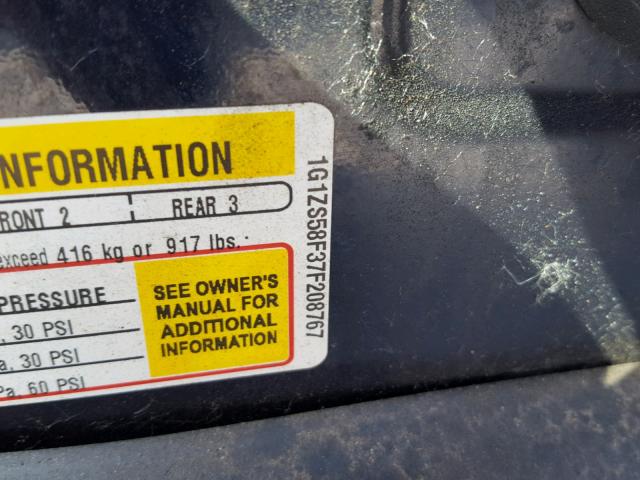 NFORMATION
RONT 2 REAR 3
exceed 416 kg or 917 lbs.
PRESSURE
, 30 PSI
a, 30 PSI
Pa, 60 PSI
SEE OWNER'S
MANUAL FOR
ADDITIONAL
INFORMATION
1G1ZS58F37F208767